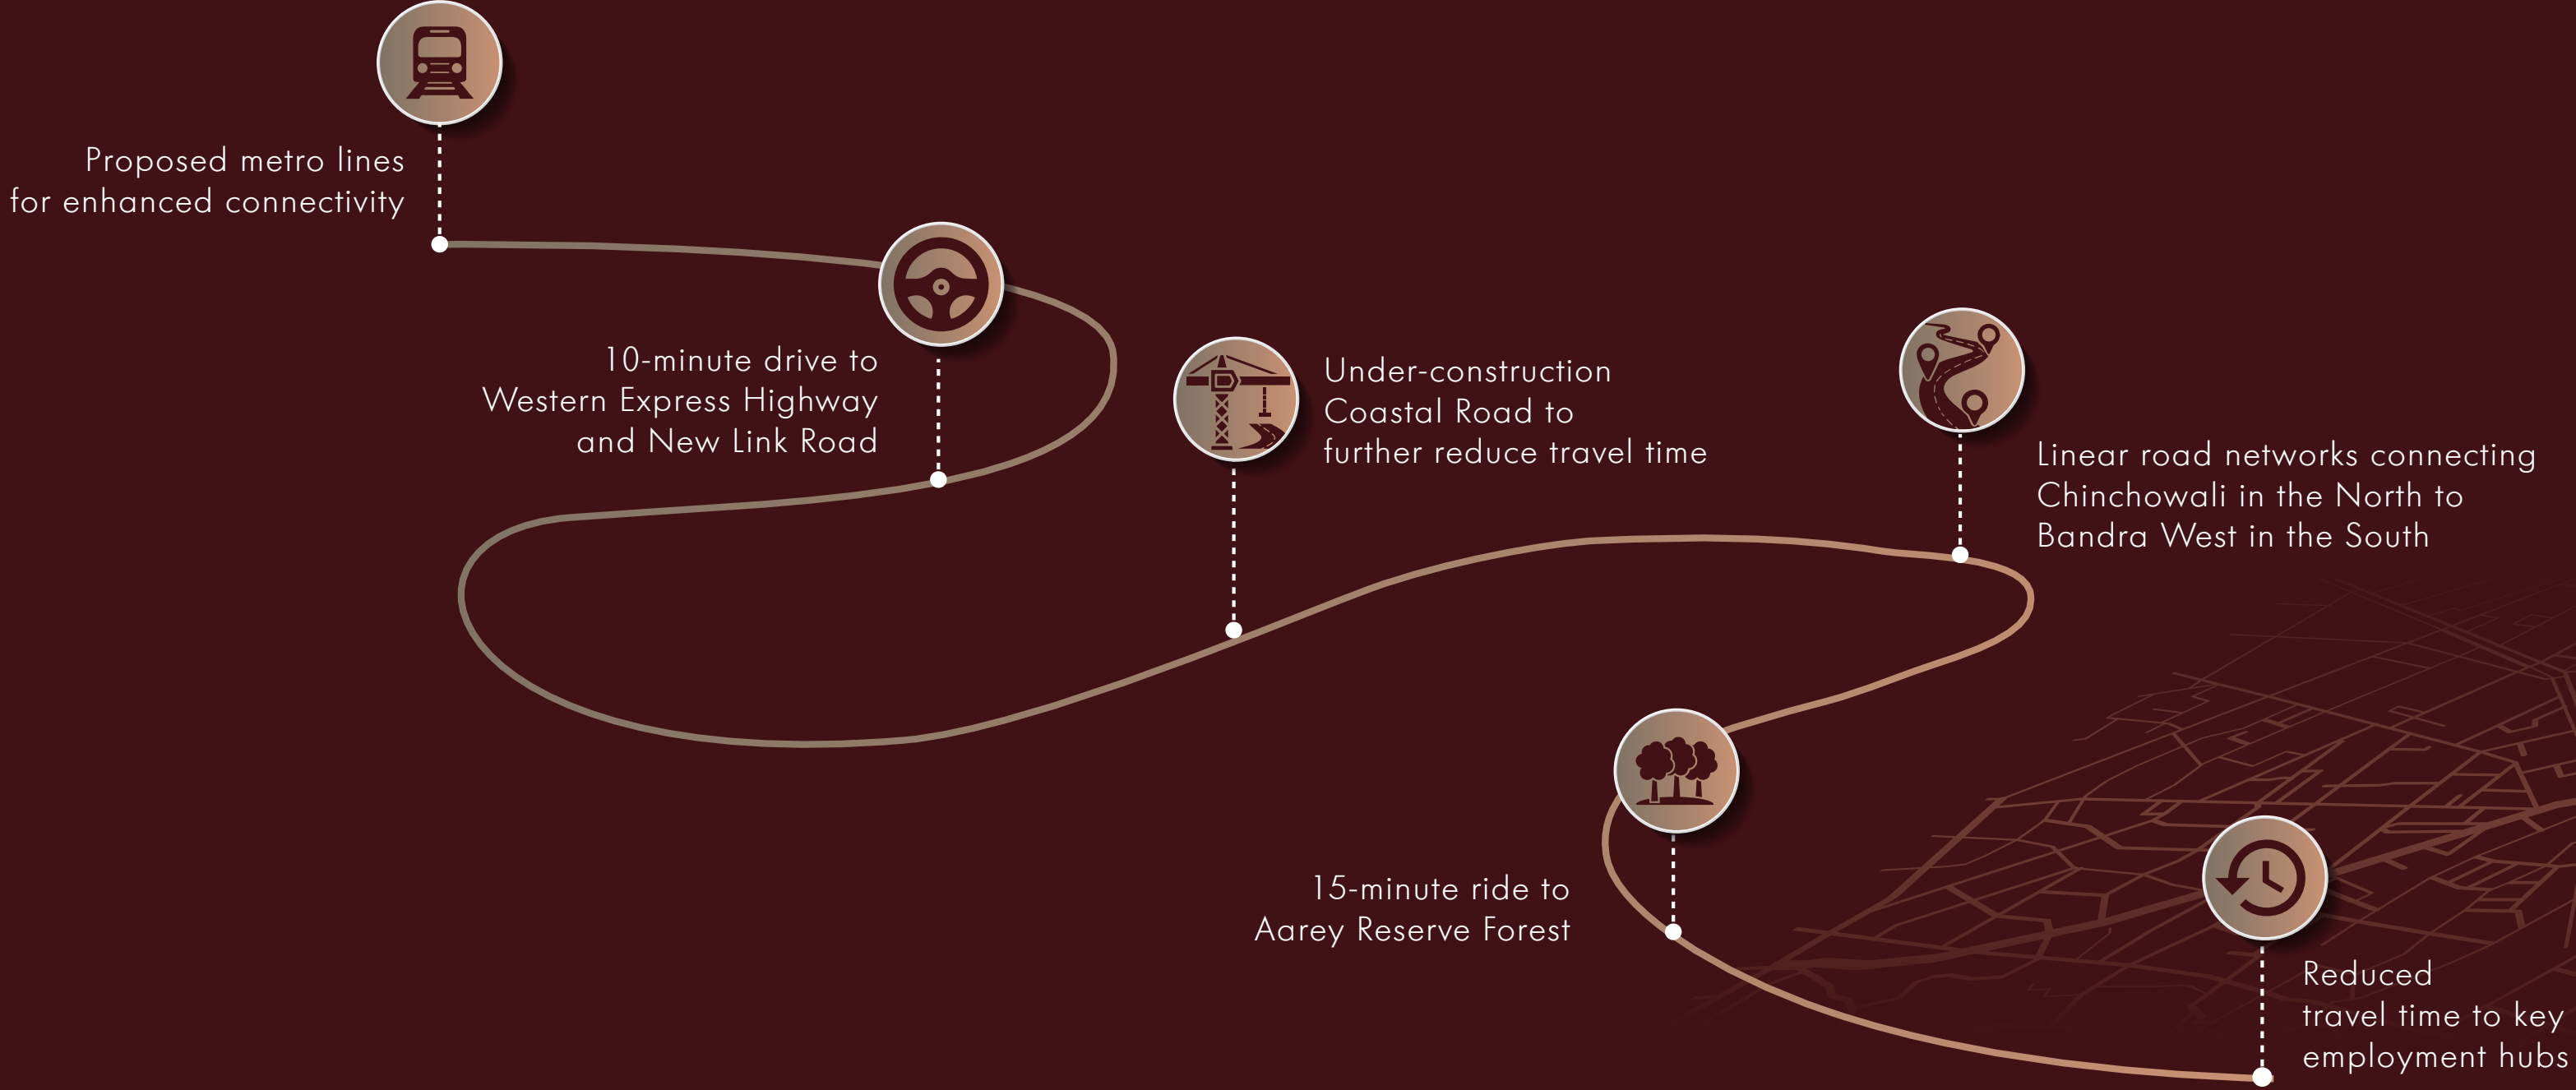 Proposed metro lines
for enhanced connectivity
10-minute drive to
Western Express Highway
and New Link Road
Under-construction
Coastal Road to
further reduce travel time
Linear road networks connecting
Chinchowali in the North to
Bandra West in the South
15-minute ride to
Aarey Reserve Forest
Reduced
travel time to key
employment hubs